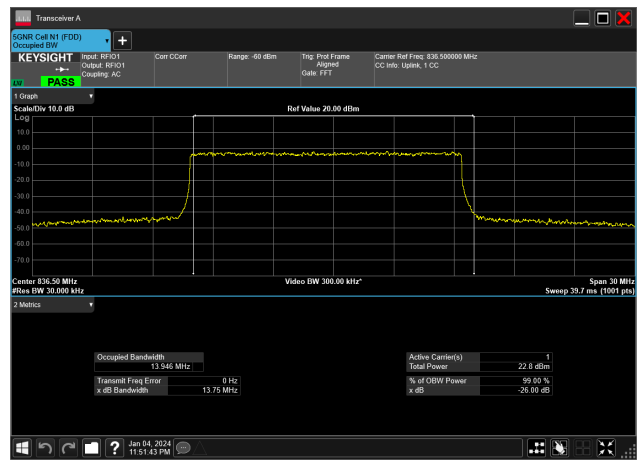 Transceiver A
5GNR Cell N1 (FDD)
Occupied BW
KEYSIGHT
LXI
PASS
Input: RFIO1
Output: RFIO1
Coupling: AC
Corr CCorr
Range: -60 dBm
Trig: Prot Frame
Aligned
Gate: FFT
Carrier Ref Freq: 836.500000 MHz
CC Info: Uplink, 1 CC
1 Graph
Scale/Div 10.0 dB
Ref Value 20.00 dBm
Log
10.0
0.00
-10.0
-20.0
-30.0
-40.0
-50.0
-60.0
-70.0
Center 836.50 MHz
Video BW 300.00 kHz*
Span 30 MHz
#Res BW 30.000 kHz
Sweep 39.7 ms (1001 pts)
2 Metrics
Occupied Bandwidth
13.946 MHz
Transmit Freq Error 0 Hz
x dB Bandwidth 13.75 MHz
Active Carrier(s) 1
Total Power 22.8 dBm
% of OBW Power 99.00 %
x dB -26.00 dB
Jan 04, 2024
11:51:43 PM